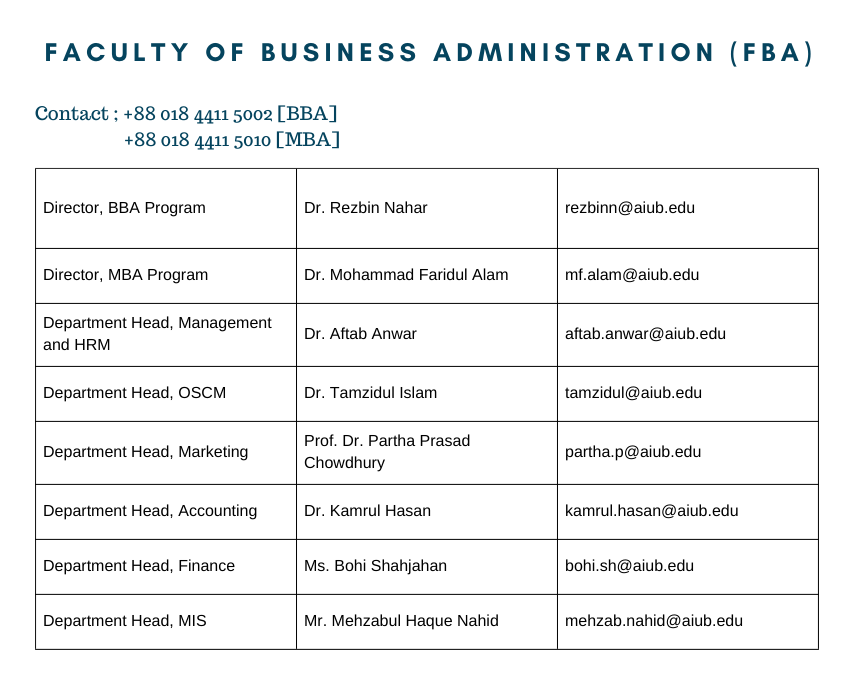 FACULTY OF BUSINESS ADMINISTRATION (FBA)
Contact : +88 018 4411 5002 [BBA]
+88 018 4411 5010 [MBA]
Director, BBA Program Dr. Rezbin Nahar rezbinn@aiub.edu
Director, MBA Program Dr. Mohammad Faridul Alam mf.alam@aiub.edu
Department Head, Management
and HRM
Dr. Aftab Anwar aftab.anwar@aiub.edu
Department Head, OSCM Dr. Tamzidul Islam tamzidul@aiub.edu
Department Head, Marketing
Prof. Dr. Partha Prasad
Chowdhury
partha.p@aiub.edu
Department Head, Accounting Dr. Kamrul Hasan kamrul.hasan@aiub.edu
Department Head, Finance Ms. Bohi Shahjahan bohi.sh@aiub.edu
Department Head, MIS Mr. Mehzabul Haque Nahid mehzab.nahid@aiub.edu